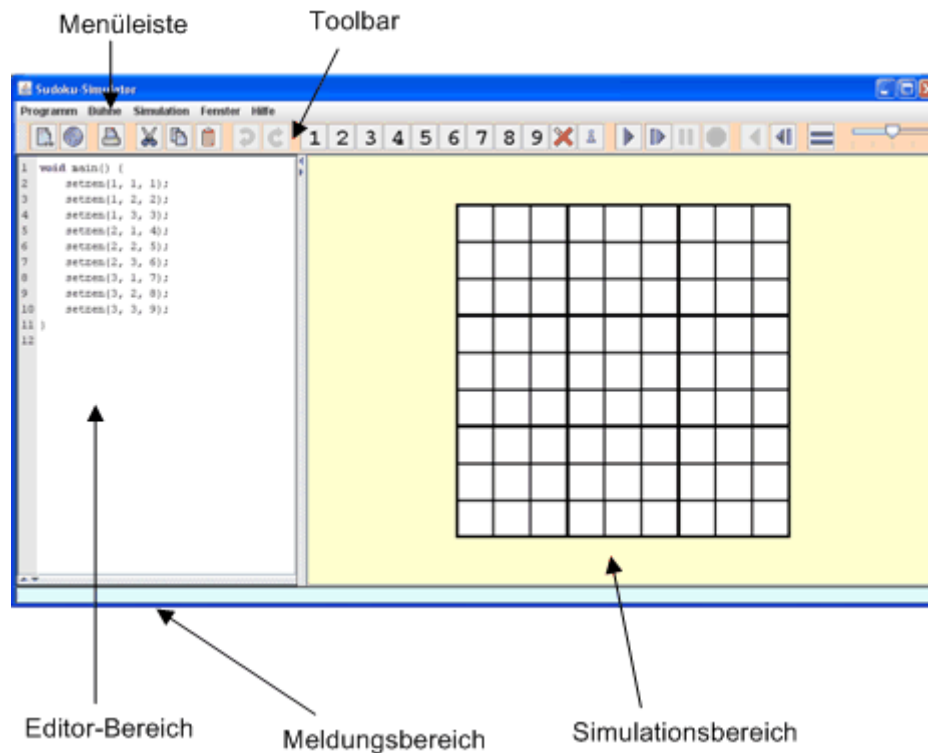 Menüleiste
Toolbar
Sudoku-Simulator
Programm Bühne Simulation Fenster Hilfe
1 2 3 4 5 6 7 8 9
1 void main() {
2 setzen(1, 1, 1);
3 setzen(1, 2, 2);
4 setzen(1, 3, 3);
5 setzen(2, 1, 4);
6 setzen(2, 2, 5);
7 setzen(2, 3, 6);
8 setzen(3, 1, 7);
9 setzen(3, 2, 8);
10 setzen(3, 3, 9);
11 }
12
Editor-Bereich
Meldungsbereich
Simulationsbereich